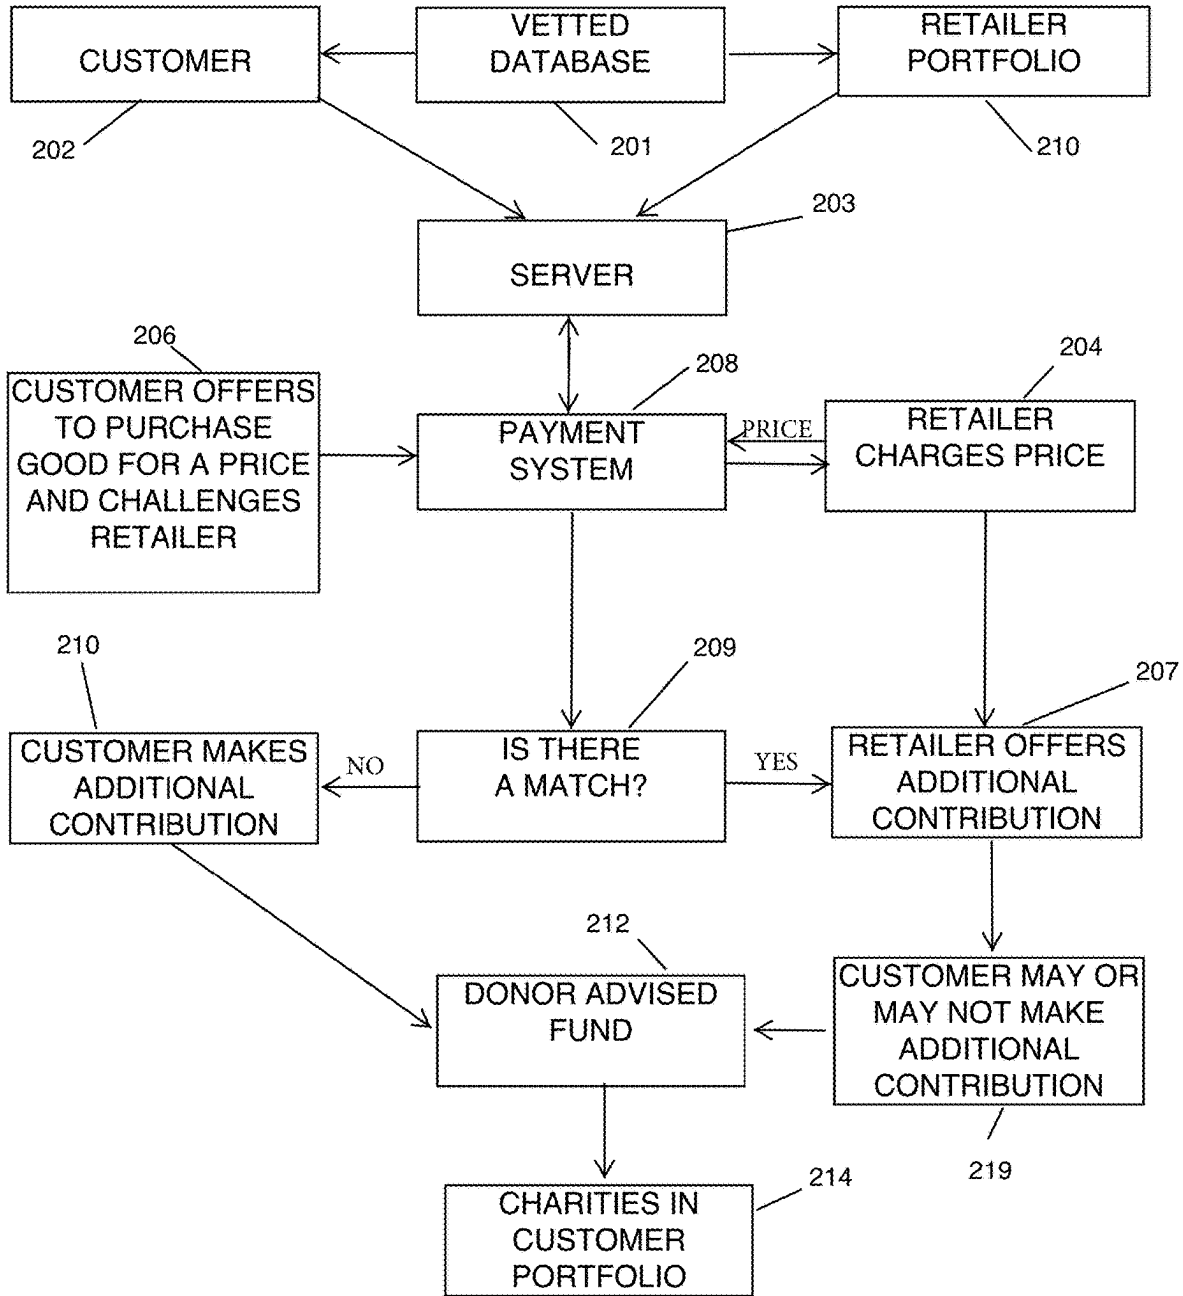 CUSTOMER
VETTED
DATABASE
RETAILER
PORTFOLIO
202
201
210
203
SERVER
206
208
204
CUSTOMER OFFERS
TO PURCHASE
GOOD FOR A PRICE
AND CHALLENGES
RETAILER
PAYMENT
SYSTEM
PRICE
RETAILER
CHARGES PRICE
210
209
207
CUSTOMER MAKES
ADDITIONAL
CONTRIBUTION
NO
IS THERE
A MATCH?
YES
RETAILER OFFERS
ADDITIONAL
CONTRIBUTION
212
DONOR ADVISED
FUND
CUSTOMER MAY OR
MAY NOT MAKE
ADDITIONAL
CONTRIBUTION
219
214
CHARITIES IN
CUSTOMER
PORTFOLIO